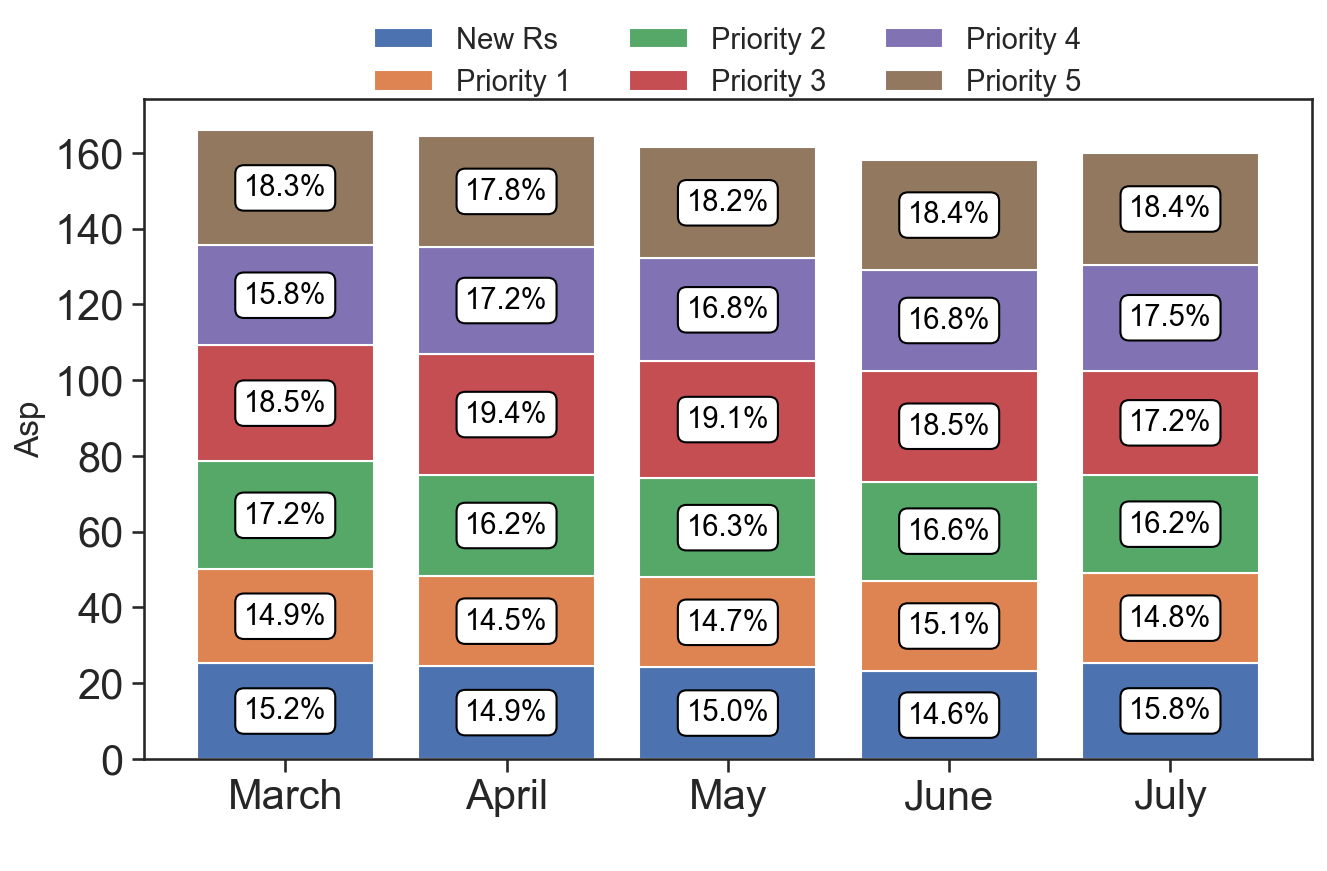 New Rs Priority 2 Priority 4
Priority 1 Priority 3 Priority 5
160
140
120
100
80
60
40
20
0
Asp
18.3% 17.8% 18.2% 18.4% 18.4%
15.8% 17.2% 16.8% 16.8% 17.5%
18.5% 19.4% 19.1% 18.5% 17.2%
17.2% 16.2% 16.3% 16.6% 16.2%
14.9% 14.5% 14.7% 15.1% 14.8%
15.2% 14.9% 15.0% 14.6% 15.8%
March April May June July